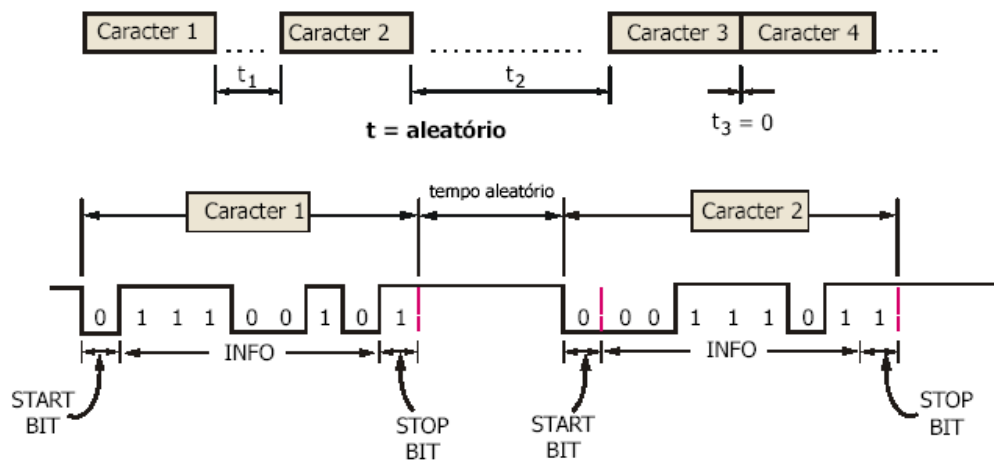 Caracter 1
Caracter 2
Caracter 3
Caracter 4
t1
t2
t3 = 0
t = aleatório
Caracter 1
tempo aleatório
Caracter 2
0 1 1 1 0 0 1 0 1
0 0 0 1 1 1 0 1 1
INFO
INFO
START
BIT
STOP
BIT
START
BIT
STOP
BIT